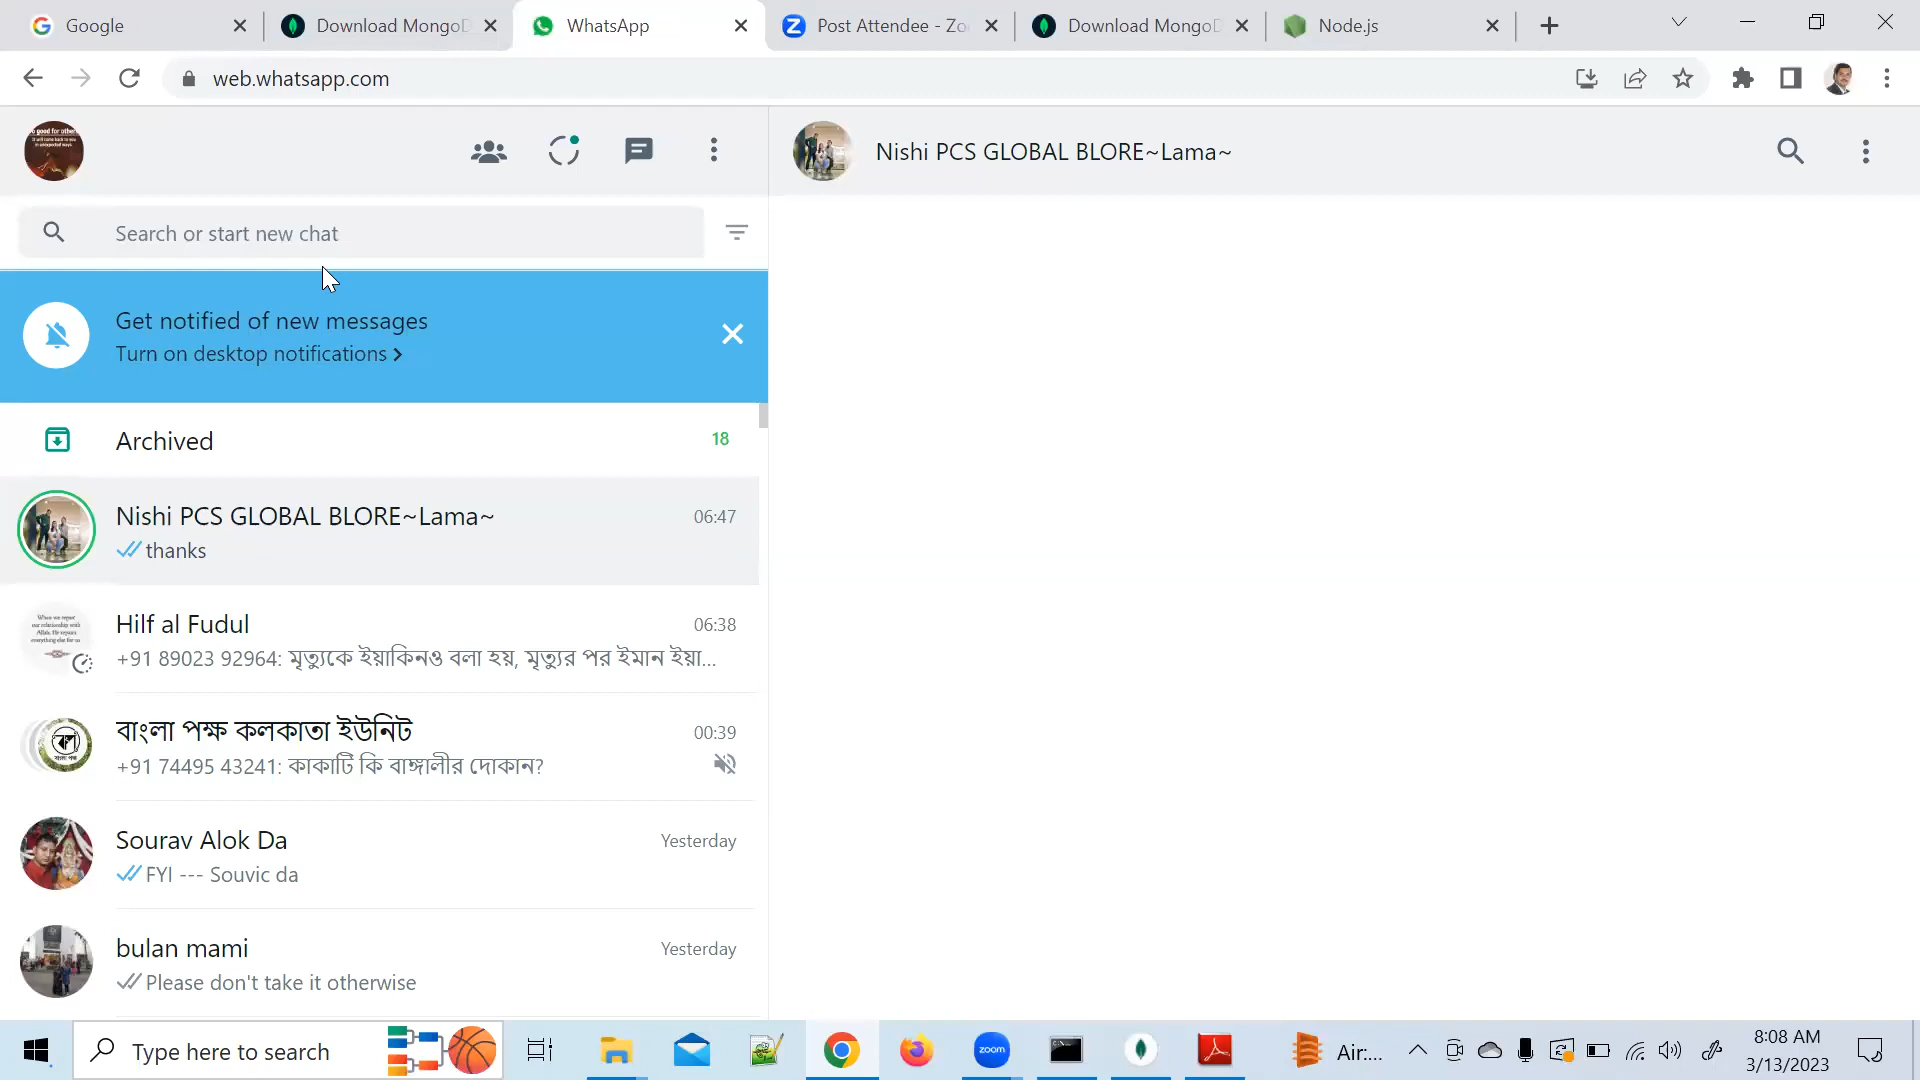 Google
Download MongoD
WhatsApp
Post Attendee - Zo
Download MongoD
Node.js
web.whatsapp.com
Nishi PCS GLOBAL BLORE~Lama~
Search or start new chat
Get notified of new messages
Turn on desktop notifications
Archived
18
Nishi PCS GLOBAL BLORE~Lama~
06:47
thanks
Hilf al Fudul
06:38
+91 89023 92964: মৃত্যুকে ইয়াকিনও বলা হয়, মৃত্যুর পর ইমান ইয়া...
বাংলা পক্ষ কলকাতা ইউনিট
00:39
+91 74495 43241: কাকাটি কি বাঙ্গালীর দোকান?
Sourav Alok Da
Yesterday
FYI --- Souvic da
bulan mami
Yesterday
Please don't take it otherwise
Type here to search
zoom
Air:...
8:08 AM
3/13/2023